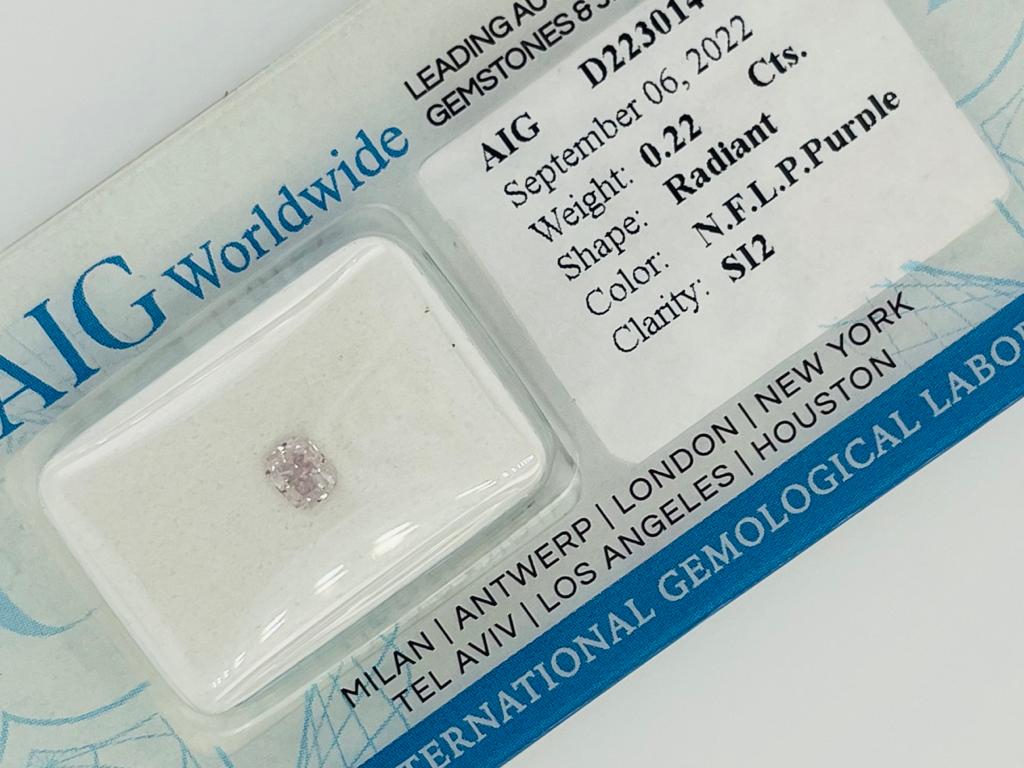 AIG Worldwide
LEADING
GEMSTONES &
AIG D223014
September 06, 2022
Weight: 0.22 Cts.
Shape: Radiant
Color: N.F.L.P.Purple
Clarity: SI2
MILAN | ANTWERP | LONDON | NEW YORK
TEL AVIV | LOS ANGELES | HOUSTON
TERNATIONAL GEMOLOGICAL LABO